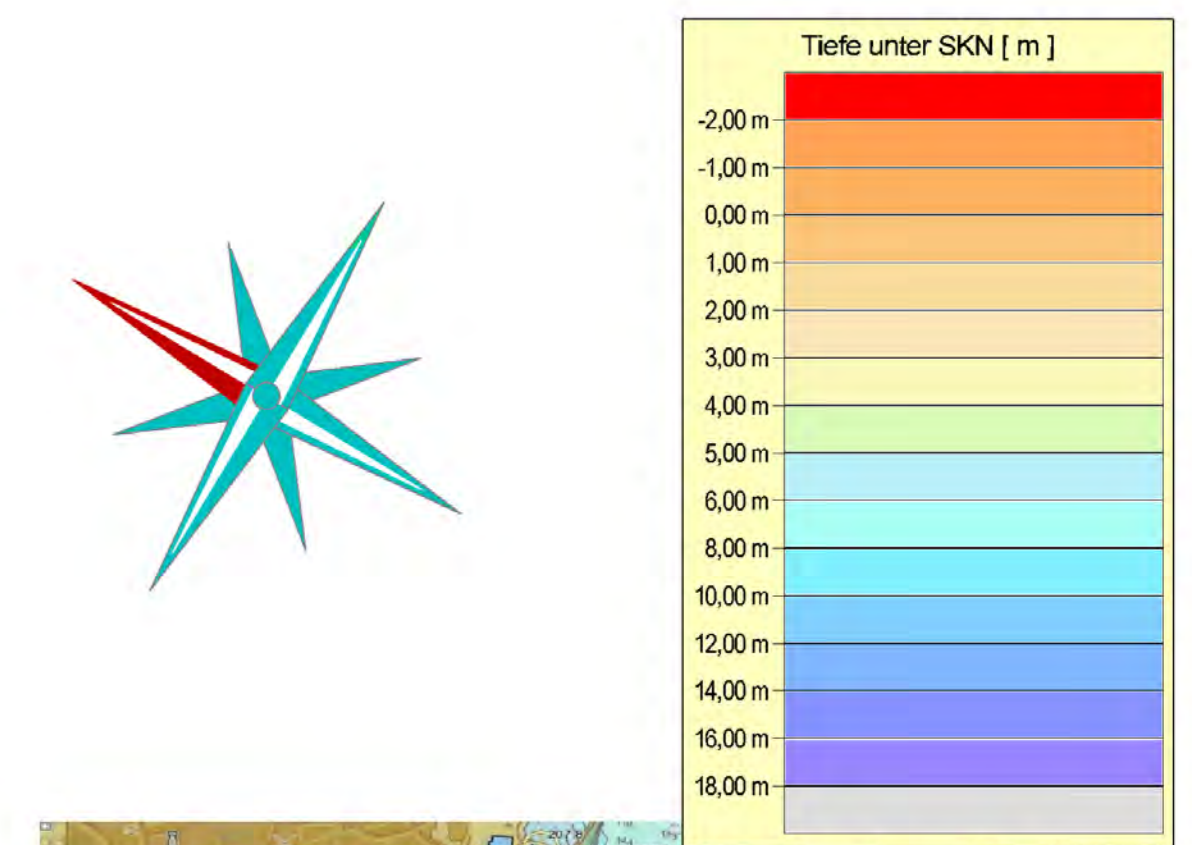 Tiefe unter SKN [ m ]
-2,00 m
-1,00 m
0,00 m
1,00 m
2,00 m
3,00 m
4,00 m
5,00 m
6,00 m
8,00 m
10,00 m
12,00 m
14,00 m
16,00 m
18,00 m